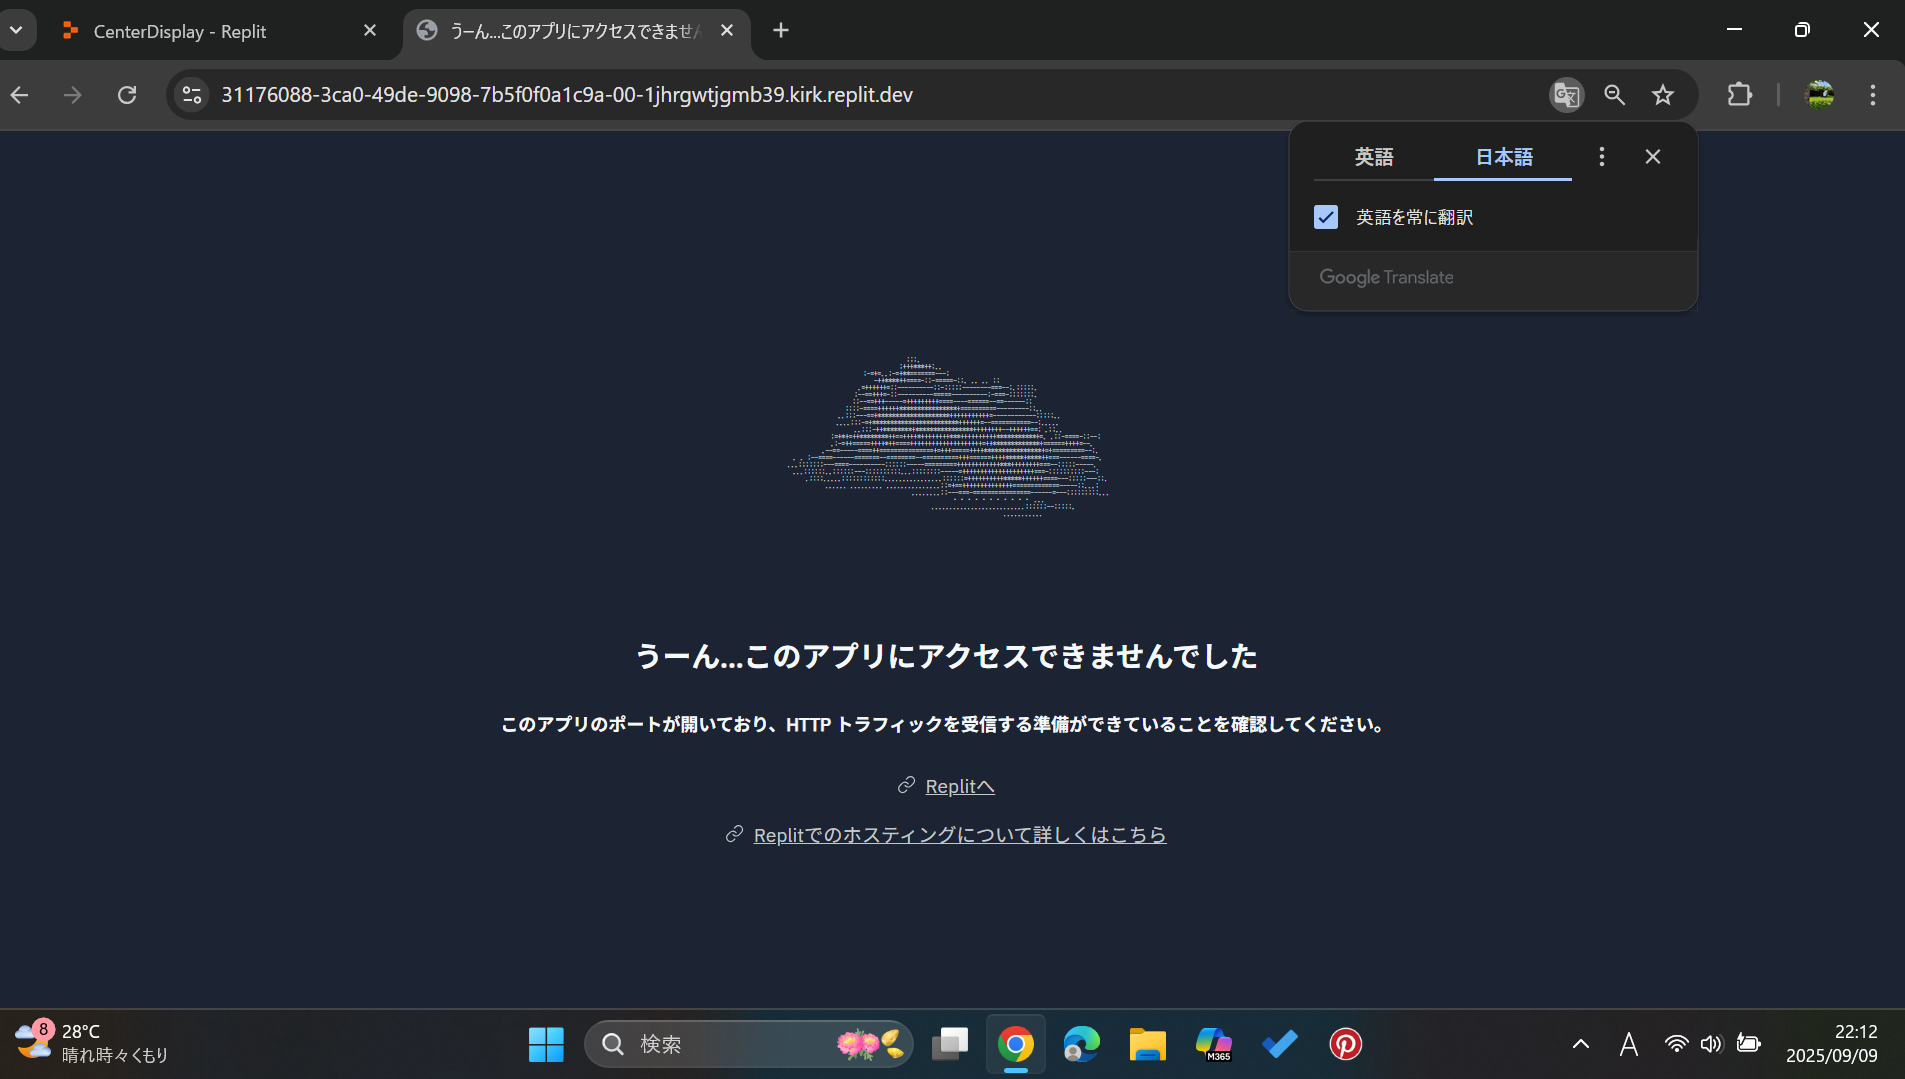 CenterDisplay - Replit
うーん...このアプリにアクセスできませ
31176088-3ca0-49de-9098-7b5f0f0a1c9a-00-1jhrgwtjgmb39.kirk.replit.dev
英語 日本語
英語を常に翻訳
Google Translate
うーん...このアプリにアクセスできませんでした
このアプリのポートが開いており、HTTP トラフィックを受信する準備ができていることを確認してください。
Replitへ
Replitでのホスティングについて詳しくはこちら
8 28°C
晴れ時々くもり
検索
M365
A
22:12
2025/09/09